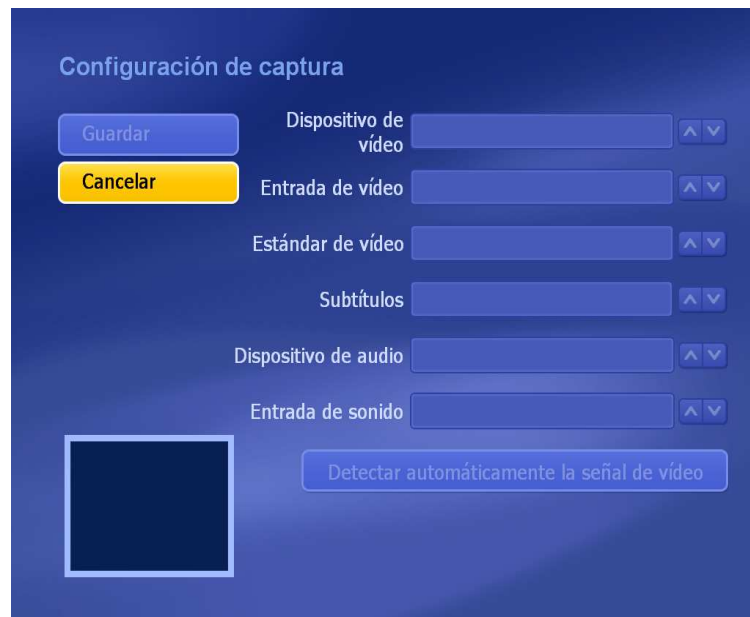 Configuración de captura
Guardar
Cancelar
Dispositivo de
vídeo
Entrada de vídeo
Estándar de vídeo
Subtítulos
Dispositivo de audio
Entrada de sonido
Detectar automáticamente la señal de vídeo